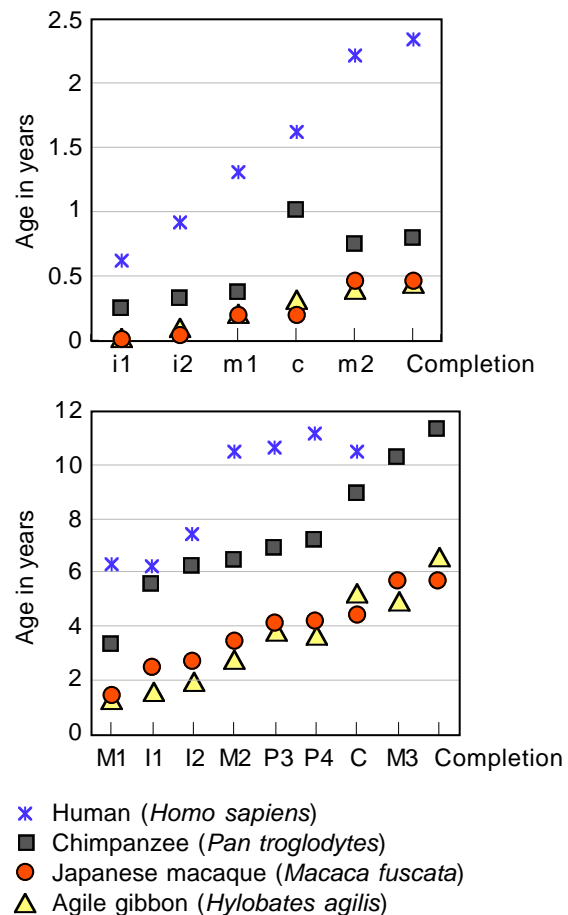 2.5
2
1.5
1
0.5
0
Age in years
i1 i2 m1 c m2 Completion
12
10
8
6
4
2
0
Age in years
M1 I1 I2 M2 P3 P4 C M3 Completion
Human (Homo sapiens)
Chimpanzee (Pan troglodytes)
Japanese macaque (Macaca fuscata)
Agile gibbon (Hylobates agilis)